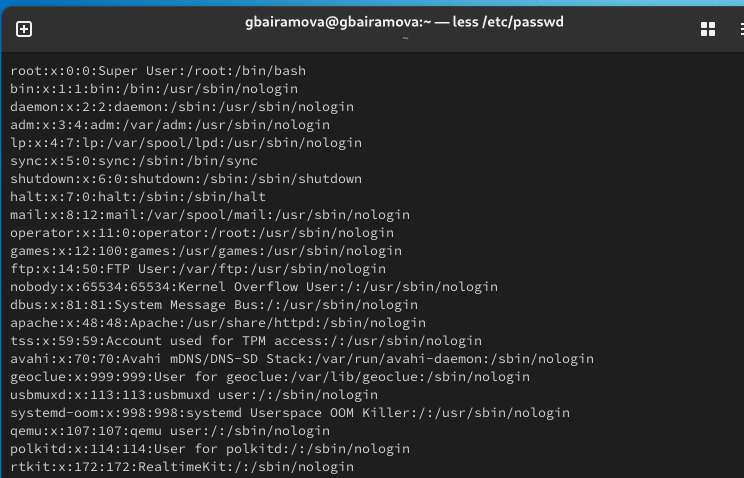 gbairamova@gbairamova:~ — less /etc/passwd
~
root:x:0:0:Super User:/root:/bin/bash
bin:x:1:1:bin:/bin:/usr/sbin/nologin
daemon:x:2:2:daemon:/sbin:/usr/sbin/nologin
adm:x:3:4:adm:/var/adm:/usr/sbin/nologin
lp:x:4:7:lp:/var/spool/lpd:/usr/sbin/nologin
sync:x:5:0:sync:/sbin:/bin/sync
shutdown:x:6:0:shutdown:/sbin:/sbin/shutdown
halt:x:7:0:halt:/sbin:/sbin/halt
mail:x:8:12:mail:/var/spool/mail:/usr/sbin/nologin
operator:x:11:0:operator:/root:/usr/sbin/nologin
games:x:12:100:games:/usr/games:/usr/sbin/nologin
ftp:x:14:50:FTP User:/var/ftp:/usr/sbin/nologin
nobody:x:65534:65534:Kernel Overflow User:/:/usr/sbin/nologin
dbus:x:81:81:System Message Bus:/:/usr/sbin/nologin
apache:x:48:48:Apache:/usr/share/httpd:/sbin/nologin
tss:x:59:59:Account used for TPM access:/:/usr/sbin/nologin
avahi:x:70:70:Avahi mDNS/DNS-SD Stack:/var/run/avahi-daemon:/sbin/nologin
geoclue:x:999:999:User for geoclue:/var/lib/geoclue:/sbin/nologin
usbmuxd:x:113:113:usbmuxd user:/:/sbin/nologin
systemd-oom:x:998:998:systemd Userspace OOM Killer:/:/usr/sbin/nologin
qemu:x:107:107:qemu user:/:/sbin/nologin
polkitd:x:114:114:User for polkitd:/:/sbin/nologin
rtkit:x:172:172:RealtimeKit:/:/sbin/nologin